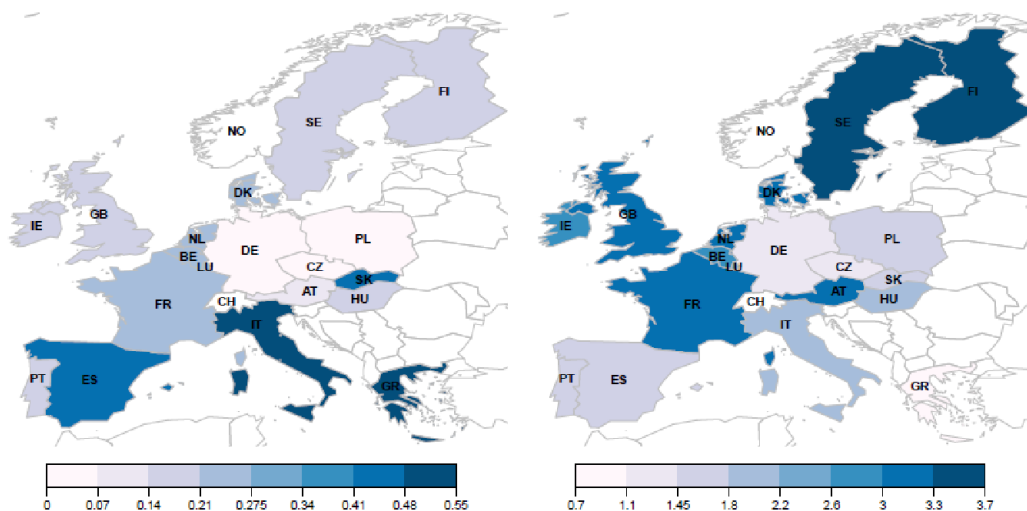 FI
SE
NO
DK
GB
IE
NL
PL
DE
BE
LU
CZ
SK
AT
HU
CH
FR
IT
PT
ES
GR
0 0.07 0.14 0.21 0.275 0.34 0.41 0.48 0.55
FI
SE
NO
DK
GB
IE
NL
PL
DE
BE
LU
CZ
SK
AT
HU
CH
FR
IT
PT
ES
GR
0.7 1.1 1.45 1.8 2.2 2.6 3 3.3 3.7